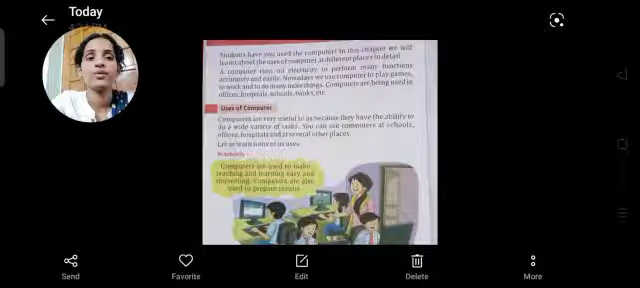 Today
Students have you used the computer? In this chapter we will
learn about the uses of computer at different places in detail
A computer runs on electricity to perform many functions
accurately and easily. Nowadays we use computer to play games,
to work and to do many more things. Computers are being used in
offices, hospitals, schools, banks, etc.
Uses of Computer
Computers are very useful to us because they have the ability to
do a wide variety of tasks. You can see computers at schools,
offices, hospitals and at several other places.
Let us learn some of its uses
In schools
Computers are used to make
teaching and learning easy and
interesting. Computers are also
used to prepare results
Send
Favorite
Edit
Delete
More